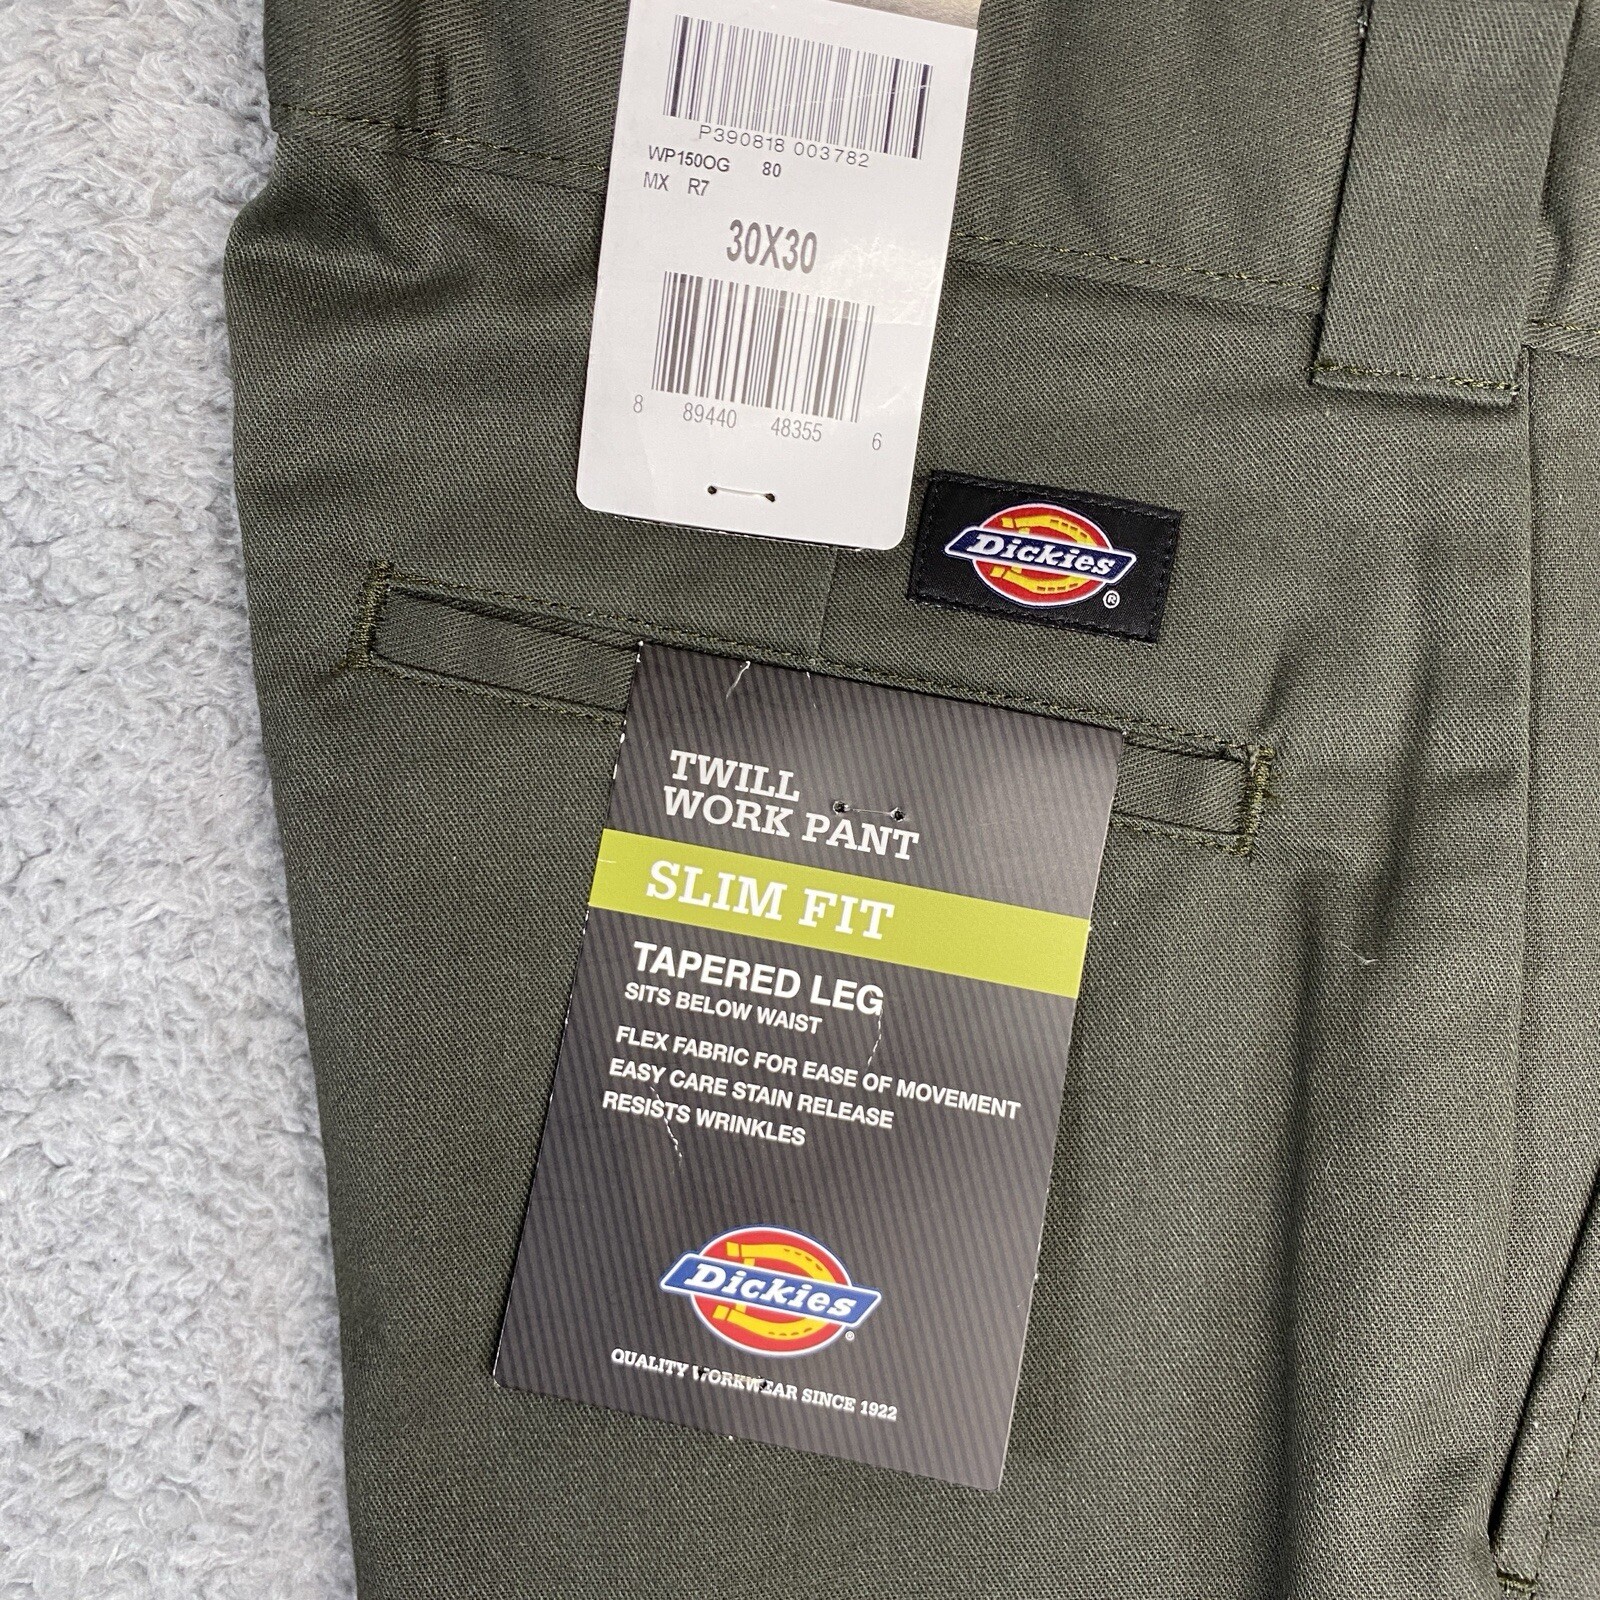 P390818 003782
WP150OG 80
MX R7
30X30
8 89440 48355 6
Dickies
®
TWILL
WORK PANT
SLIM FIT
TAPERED LEG
SITS BELOW WAIST
FLEX FABRIC FOR EASE OF MOVEMENT
EASY CARE STAIN RELEASE
RESISTS WRINKLES
Dickies
®
QUALITY WORKWEAR SINCE 1922